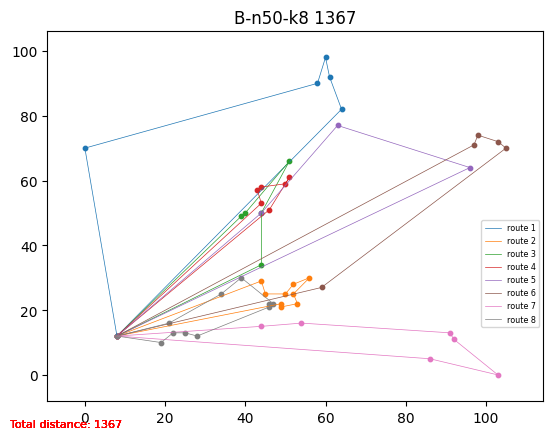 B-n50-k8 1367
100
80
60
40
20
0
0 20 40 60 80 100
route 1
route 2
route 3
route 4
route 5
route 6
route 7
route 8
Total distance: 1367